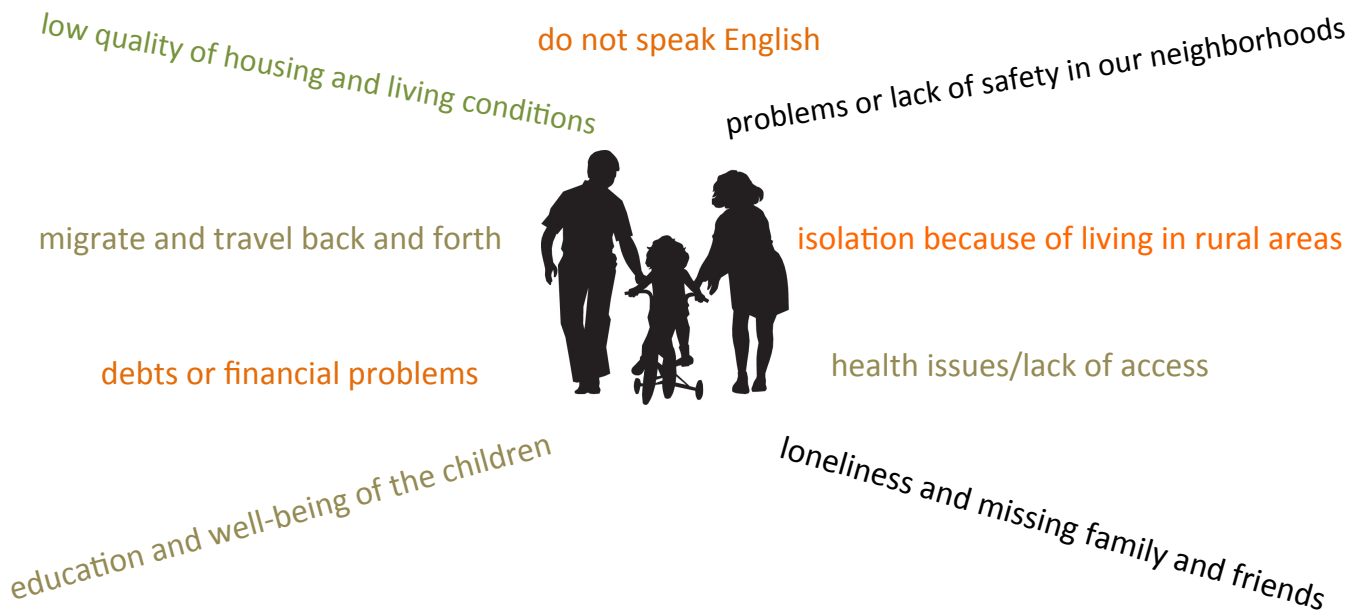 low quality of housing and living conditions
do not speak English
problems or lack of safety in our neighborhoods
migrate and travel back and forth
isolation because of living in rural areas
debts or financial problems
health issues/lack of access
education and well-being of the children
loneliness and missing family and friends